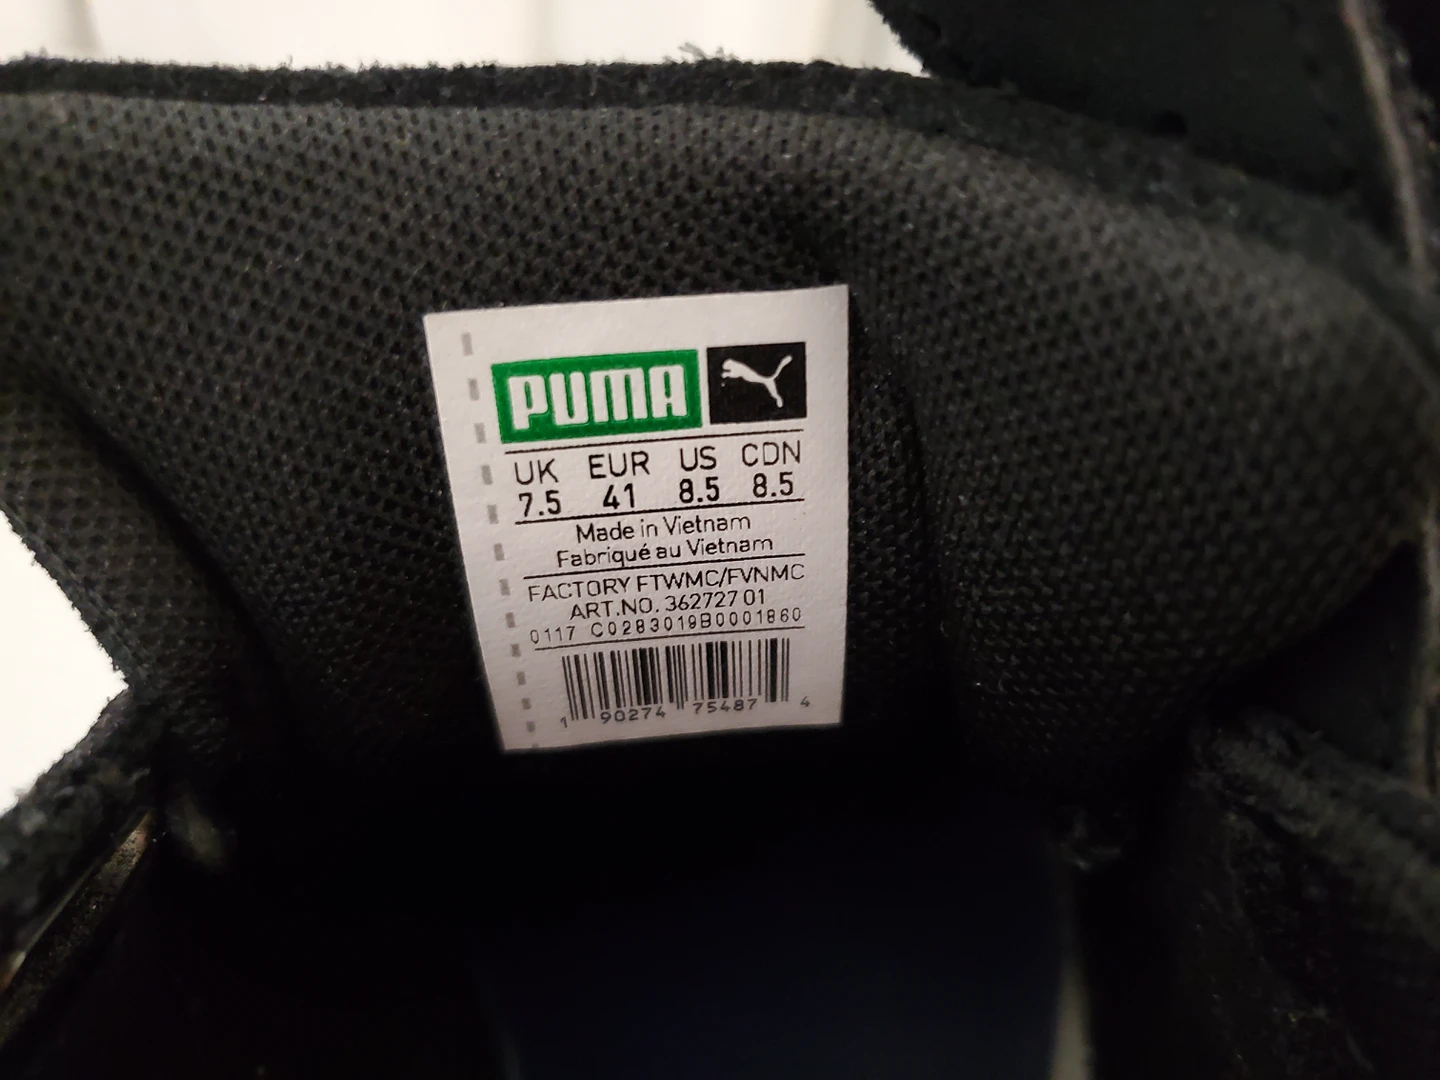 PUMA
UK EUR US CDN
7.5 41 8.5 8.5
Made in Vietnam
Fabriqué au Vietnam
FACTORY FTWMC/FVNMC
ART.NO. 362727 01
0117 C0283019B0001860
1 90274 75487 4